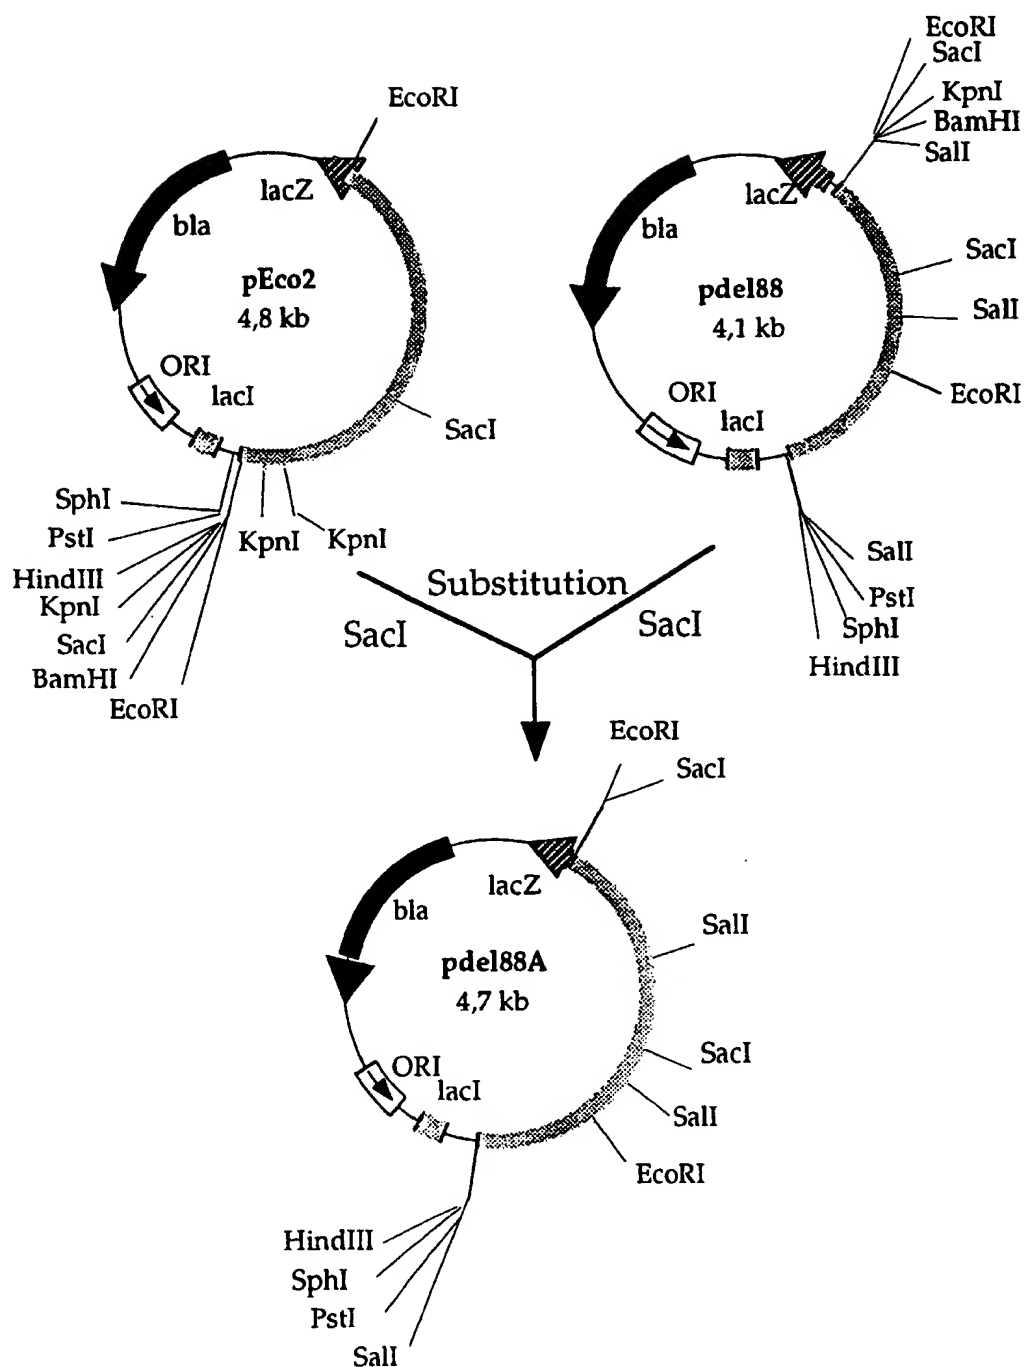 EcoRI
lacZ
bla
pEco2
4,8 kb
ORI
lacI
SacI
SphI
PstI
HindIII
KpnI
SacI
BamHI
EcoRI
KpnI
KpnI
EcoRI
SacI
KpnI
BamHI
SalI
lacZ
bla
pdel88
4,1 kb
SacI
SalI
EcoRI
ORI
lacI
SalI
PstI
SphI
HindIII
Substitution
SacI
SacI
EcoRI
SacI
lacZ
bla
pdel88A
4,7 kb
SalI
SacI
SalI
EcoRI
ORI
lacI
HindIII
SphI
PstI
SalI